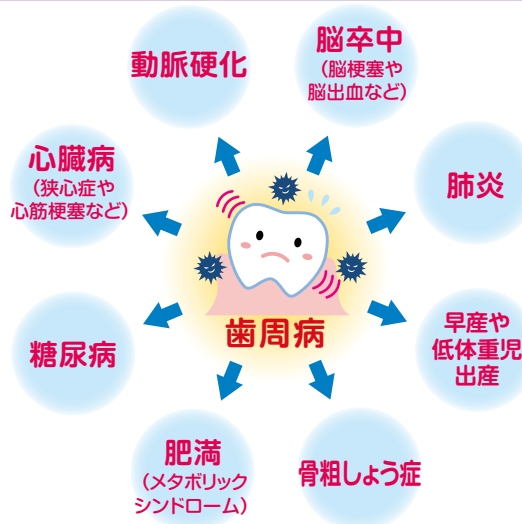 動脈硬化
脳卒中
(脳梗塞や
脳出血など)
心臓病
(狭心症や
心筋梗塞など)
肺炎
歯周病
糖尿病
早産や
低体重児
出産
肥満
(メタボリック
シンドローム)
骨粗しょう症